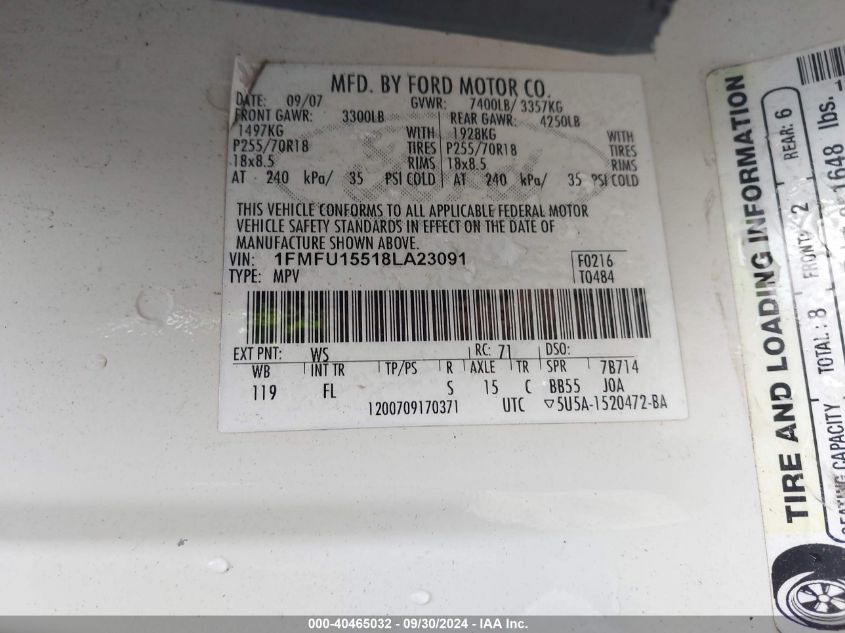 MFD. BY FORD MOTOR CO.
DATE: 09/07 GVWR: 7400LB/ 3357KG
FRONT GAWR: 3300LB REAR GAWR: 4250LB
1497KG WITH 1928KG WITH
P255/70R18 TIRES P255/70R18 TIRES
18x8.5 RIMS 18x8.5 RIMS
AT 240 kPa/ 35 PSI COLD AT 240 kPa/ 35 PSI COLD
THIS VEHICLE CONFORMS TO ALL APPLICABLE FEDERAL MOTOR
VEHICLE SAFETY STANDARDS IN EFFECT ON THE DATE OF
MANUFACTURE SHOWN ABOVE.
VIN: 1FMFU15518LA23091 F0216
TYPE: MPV T0484
EXT PNT: WS RC: 71 DSO:
WB INT TR TP/PS R AXLE TR SPR 7B714
119 FL S 15 C BB55 J0A
1200709170371 UTC ▽5U5A-1520472-BA
TIRE AND LOADING INFORMATION
SEATING CAPACITY TOTAL: 8 FRONT: 2 REAR: 6
1648 lbs.
000-40465032 - 09/30/2024 - IAA Inc.